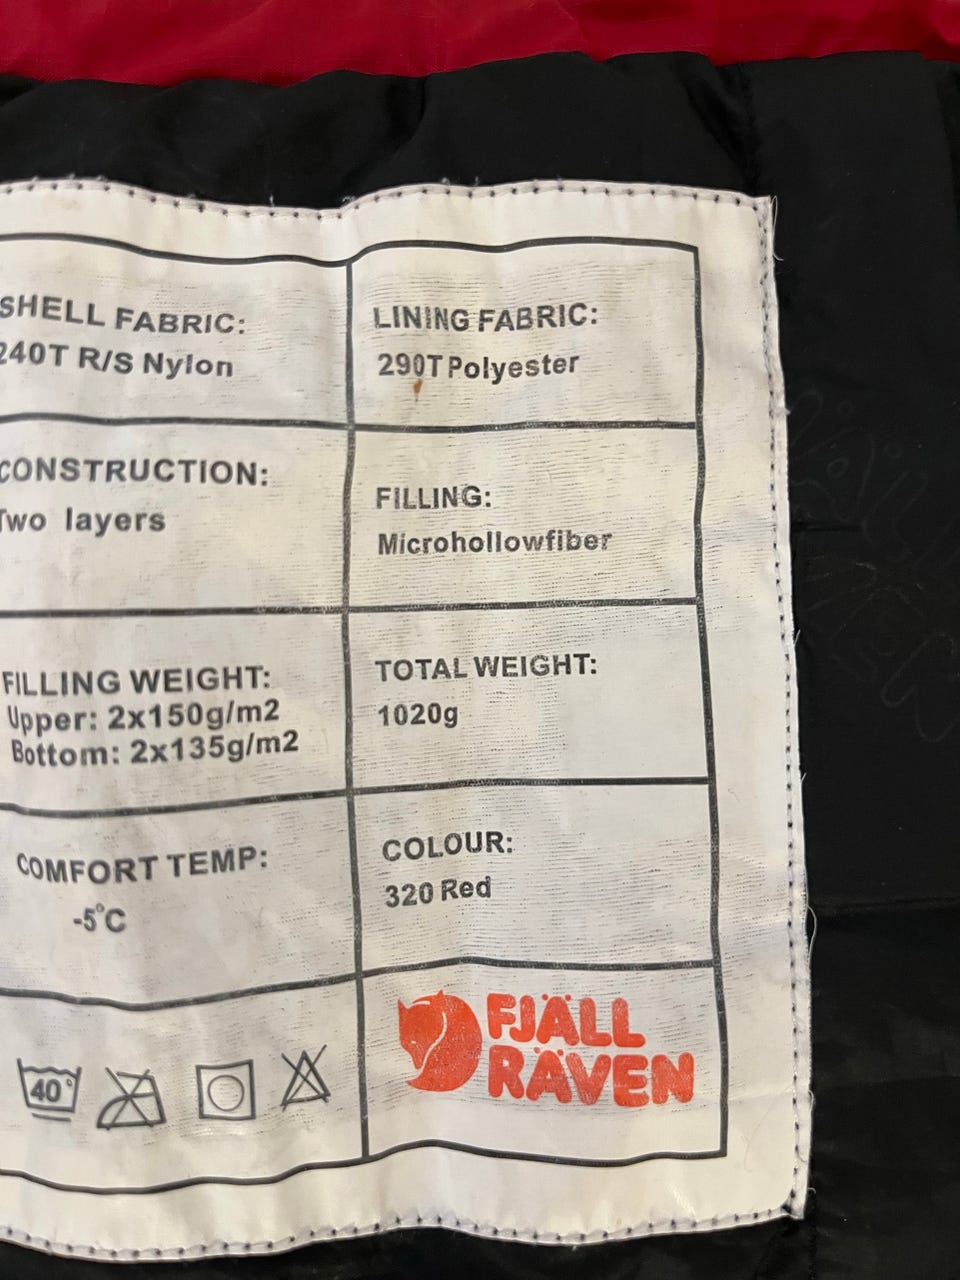 SHELL FABRIC:
240T R/S Nylon
LINING FABRIC:
290T Polyester
CONSTRUCTION:
Two layers
FILLING:
Microhollowfiber
FILLING WEIGHT:
Upper: 2x150g/m2
Bottom: 2x135g/m2
TOTAL WEIGHT:
1020g
COMFORT TEMP:
-5°C
COLOUR:
320 Red
40°
FJÄLL
RÄVEN